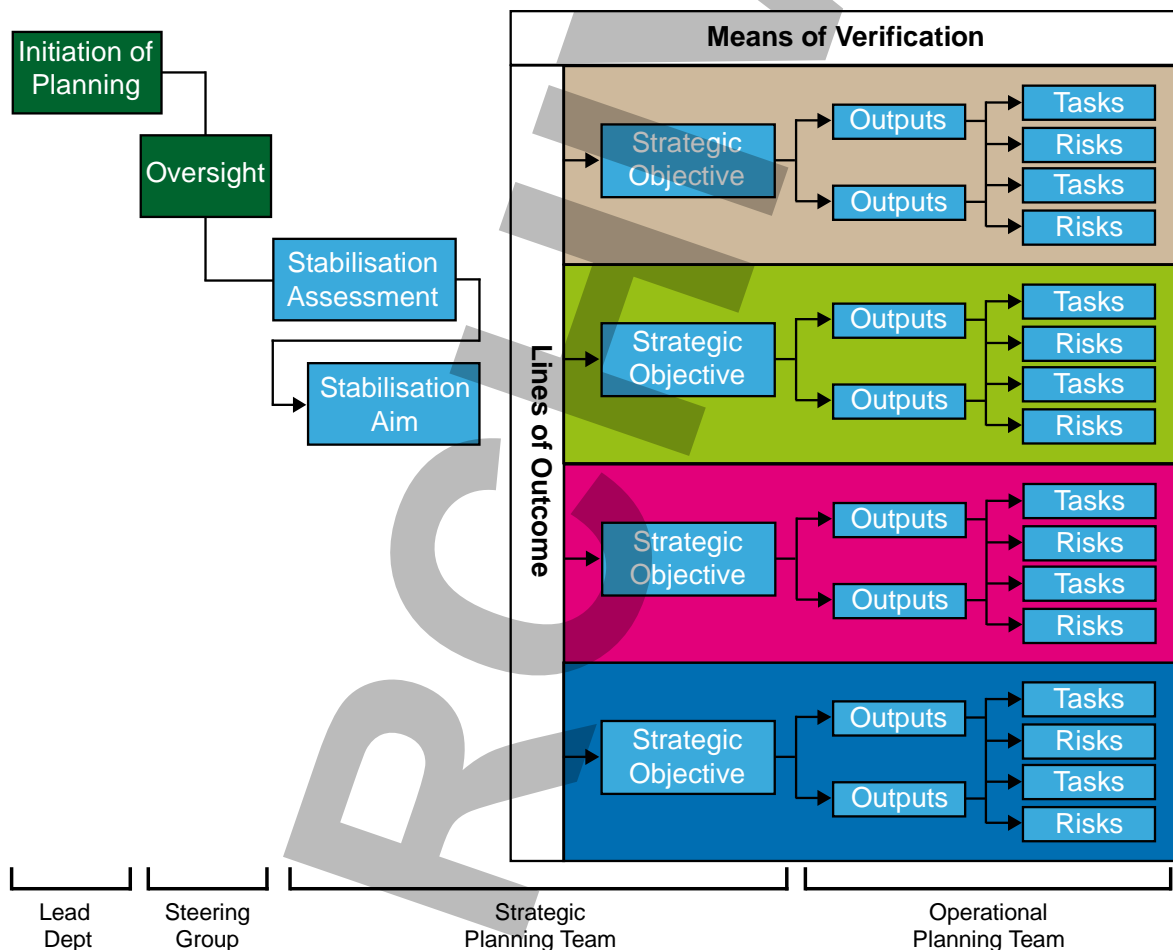 Initiation of
Planning
Oversight
Stabilisation
Assessment
Stabilisation
Aim
Means of Verification
Lines of Outcome
Strategic
Objective
Outputs
Outputs
Tasks
Risks
Tasks
Risks
Strategic
Objective
Outputs
Outputs
Tasks
Risks
Tasks
Risks
Strategic
Objective
Outputs
Outputs
Tasks
Risks
Tasks
Risks
Strategic
Objective
Outputs
Outputs
Tasks
Risks
Tasks
Risks
Lead
Dept
Steering
Group
Strategic
Planning Team
Operational
Planning Team